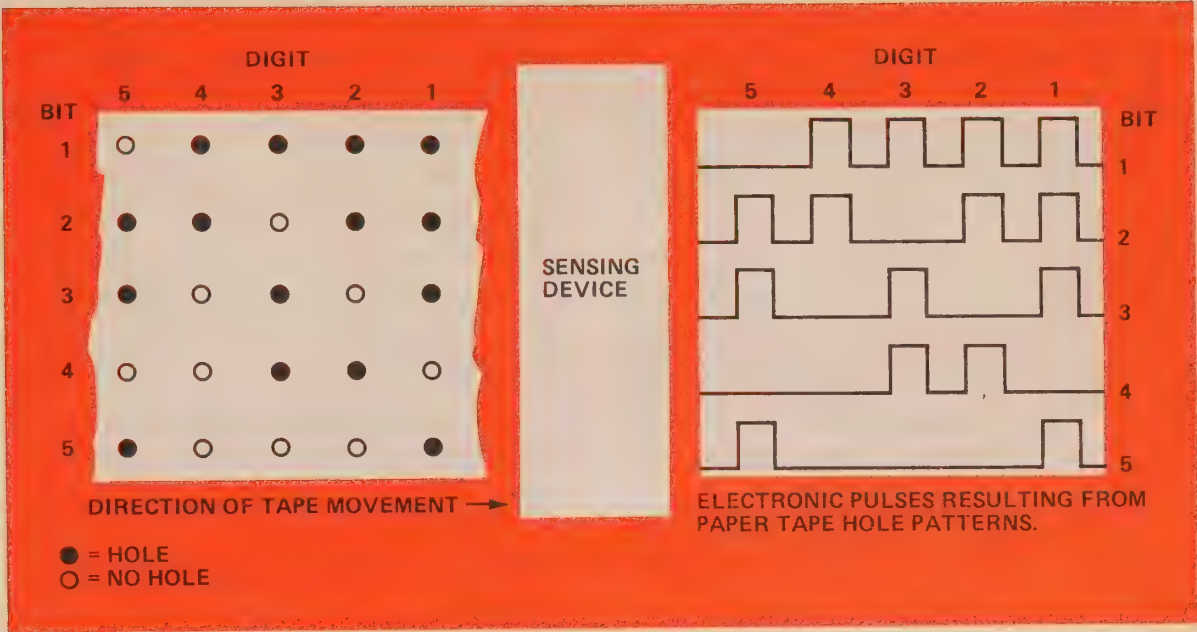 DIGIT
5 4 3 2 1
BIT
1
2
3
4
5
DIRECTION OF TAPE MOVEMENT →
● = HOLE
○ = NO HOLE
SENSING
DEVICE
DIGIT
5 4 3 2 1
BIT
1
2
3
4
5
ELECTRONIC PULSES RESULTING FROM
PAPER TAPE HOLE PATTERNS.